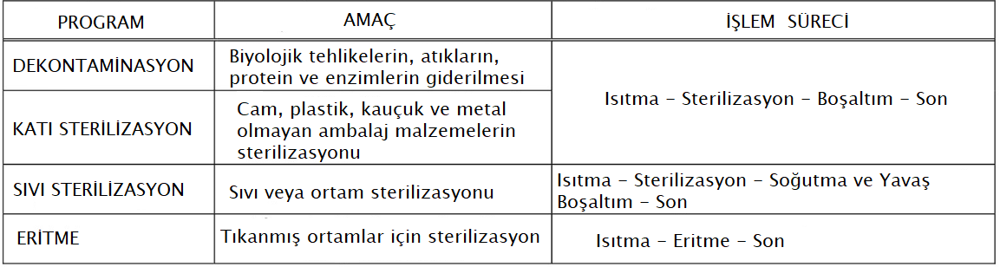 PROGRAM
AMAÇ
İŞLEM SÜRECİ
DEKONTAMİNASYON
Biyolojik tehlikelerin, atıkların,
protein ve enzimlerin giderilmesi
Isıtma - Sterilizasyon - Boşaltım - Son
KATI STERİLİZASYON
Cam, plastik, kauçuk ve metal
olmayan ambalaj malzemelerin
sterilizasyonu
SIVI STERİLİZASYON
Sıvı veya ortam sterilizasyonu
Isıtma - Sterilizasyon - Soğutma ve Yavaş
Boşaltım - Son
ERİTME
Tıkanmış ortamlar için sterilizasyon
Isıtma - Eritme - Son